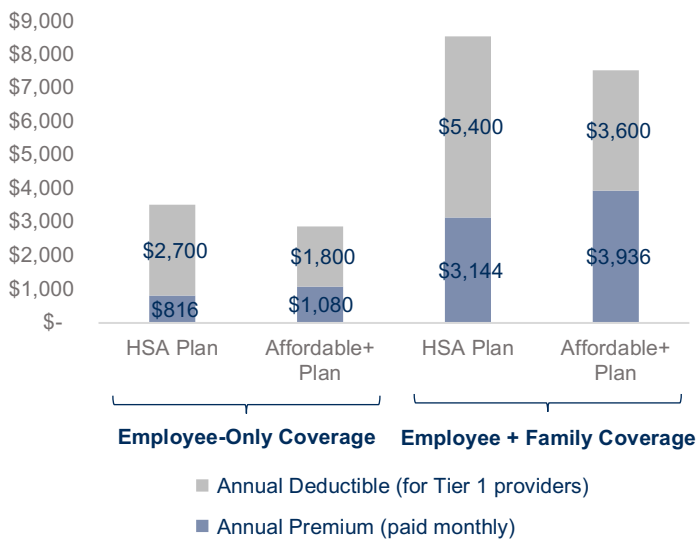 $9,000
$8,000
$7,000
$6,000
$5,000
$4,000
$3,000
$2,000
$1,000
$-
$2,700
$816
$1,800
$1,080
$5,400
$3,144
$3,600
$3,936
HSA Plan
Affordable+
Plan
HSA Plan
Affordable+
Plan
Employee-Only Coverage
Employee + Family Coverage
Annual Deductible (for Tier 1 providers)
Annual Premium (paid monthly)